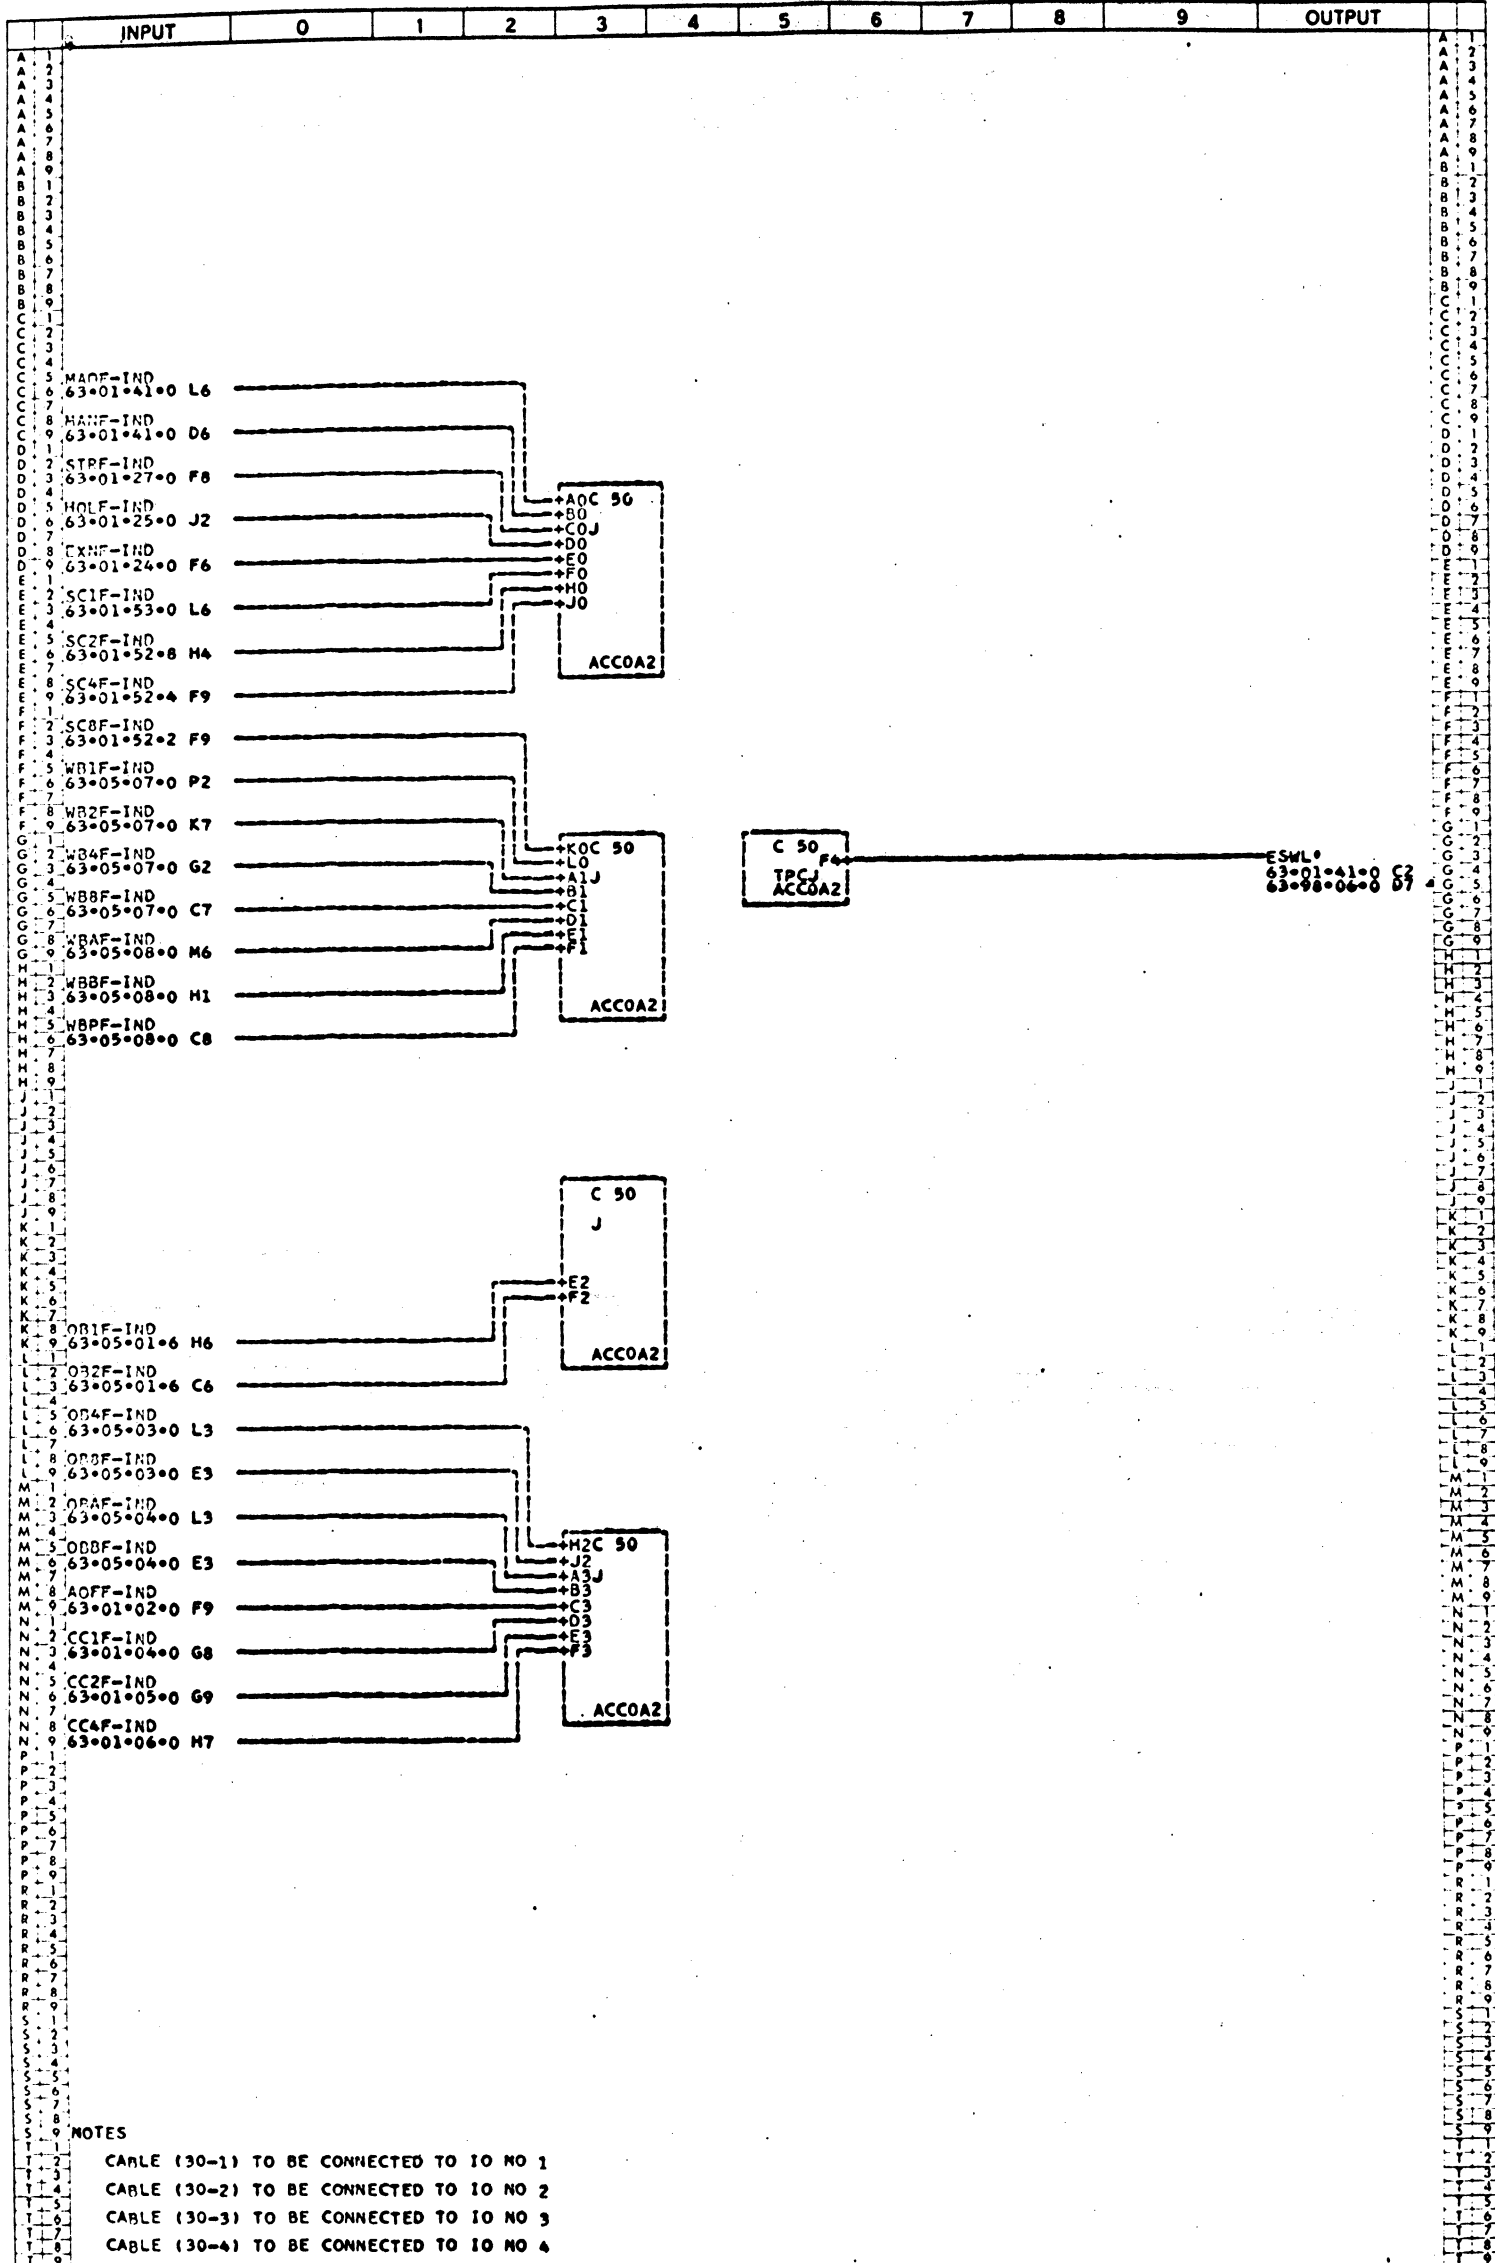 INPUT 0 1 2 3 4 5 6 7 8 9 OUTPUT
MAOF-IND
63•01•41•0 L6
MANF-IND
63•01•41•0 D6
STPF-IND
63•01•27•0 F8
HOLF-IND
63•01•25•0 J2
EXNF-IND
63•01•24•0 F6
SC1F-IND
63•01•53•0 L6
SC2F-IND
63•01•52•8 H4
SC4F-IND
63•01•52•4 F9
+A0C 50
+B0
+C0J
+D0
+E0
+F0
+H0
+J0
ACC0A2
SC8F-IND
63•01•52•2 F9
WB1F-IND
63•05•07•0 P2
WB2F-IND
63•05•07•0 K7
WB4F-IND
63•05•07•0 G2
WB8F-IND
63•05•07•0 C7
WBAF-IND
63•05•08•0 M6
WBBF-IND
63•05•08•0 H1
WBPF-IND
63•05•08•0 C8
+K0C 50
+L0
+A1J
+B1
+C1
+D1
+E1
+F1
ACC0A2
C 50
F4+
TPCJ
ACC0A2
ESWL•
63•01•41•0 C2
63•98•06•0 D7
C 50
J
+E2
+F2
ACC0A2
OB1F-IND
63•05•01•6 H6
OB2F-IND
63•05•01•6 C6
OB4F-IND
63•05•03•0 L3
OB8F-IND
63•05•03•0 E3
OBAF-IND
63•05•04•0 L3
OBBF-IND
63•05•04•0 E3
AOFF-IND
63•01•02•0 F9
CC1F-IND
63•01•04•0 G8
CC2F-IND
63•01•05•0 G9
CC4F-IND
63•01•06•0 H7
+H2C 50
+J2
+A3J
+B3
+C3
+D3
+E3
+F3
ACC0A2
NOTES
CABLE (30-1) TO BE CONNECTED TO IO NO 1
CABLE (30-2) TO BE CONNECTED TO IO NO 2
CABLE (30-3) TO BE CONNECTED TO IO NO 3
CABLE (30-4) TO BE CONNECTED TO IO NO 4